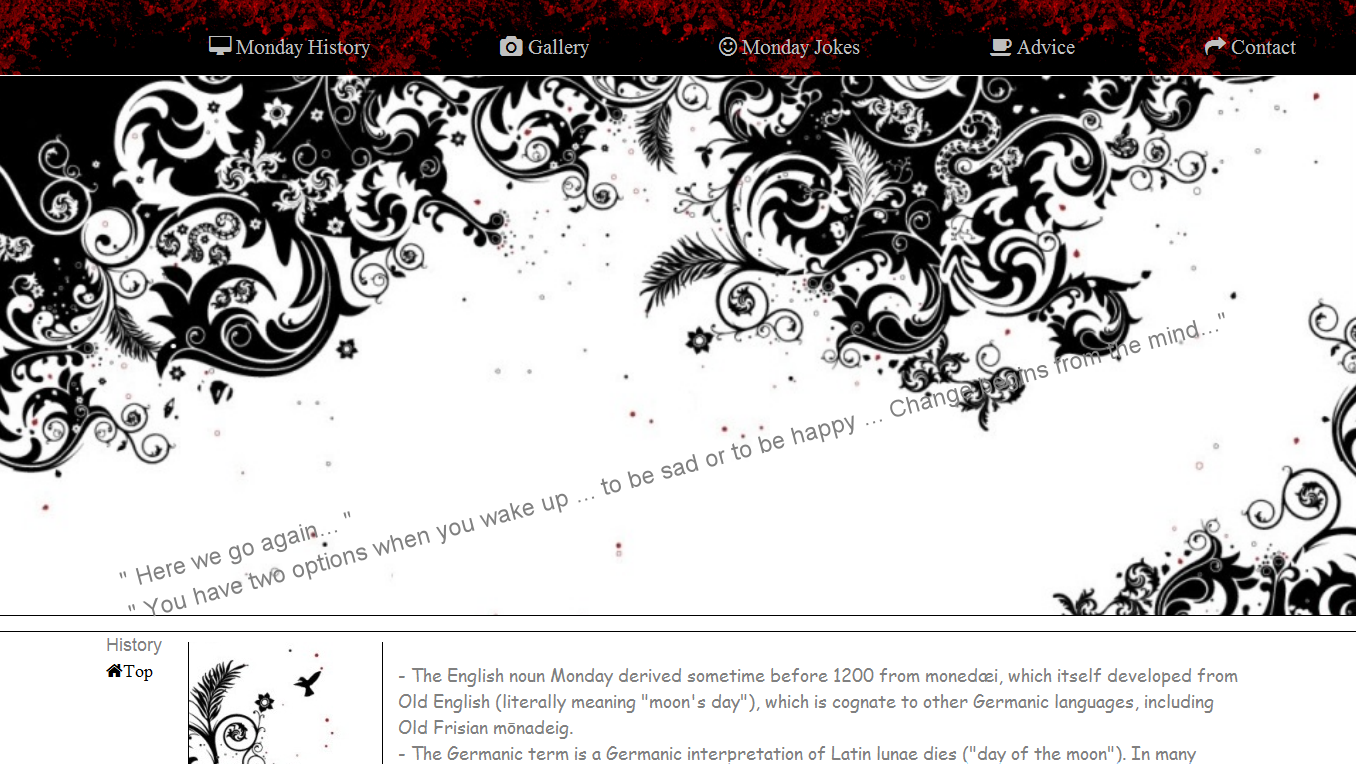 Monday History Gallery Monday Jokes Advice Contact
" Here we go again... "
" You have two options when you wake up ... to be sad or to be happy ... Change begins from the mind..."
History
Top
- The English noun Monday derived sometime before 1200 from monedæi, which itself developed from
Old English (literally meaning "moon's day"), which is cognate to other Germanic languages, including
Old Frisian mōnadeig.
- The Germanic term is a Germanic interpretation of Latin lunae dies ("day of the moon"). In many